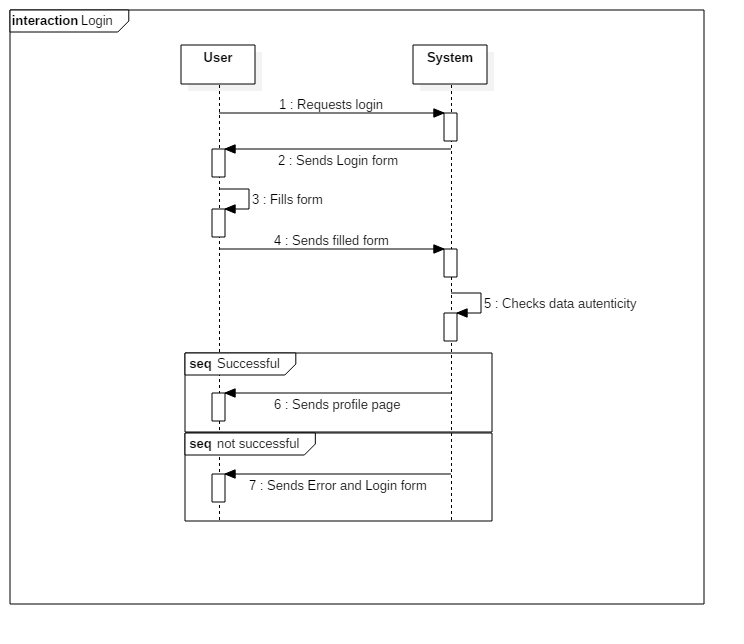 interaction Login
User
System
1 : Requests login
2 : Sends Login form
3 : Fills form
4 : Sends filled form
5 : Checks data autenticity
seq Successful
6 : Sends profile page
seq not successful
7 : Sends Error and Login form